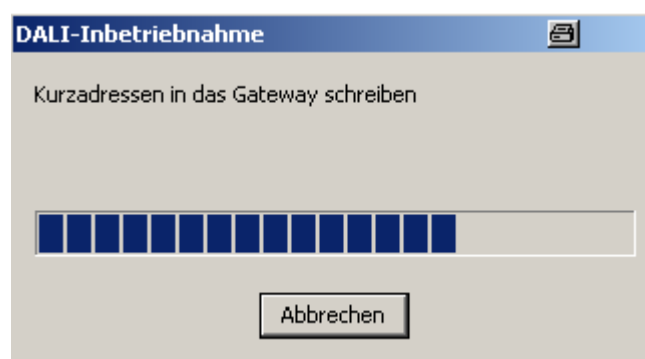 DALI-Inbetriebnahme
Kurzadressen in das Gateway schreiben
Abbrechen